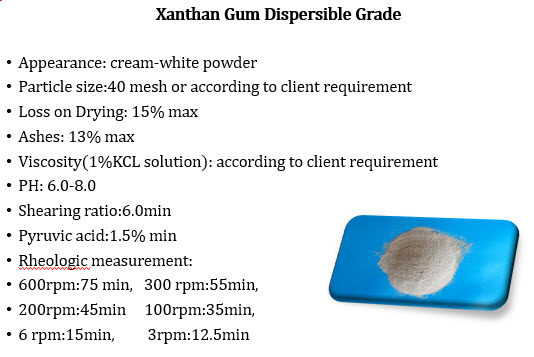 Xanthan Gum Dispersible Grade
• Appearance: cream-white powder
• Particle size:40 mesh or according to client requirement
• Loss on Drying: 15% max
• Ashes: 13% max
• Viscosity(1%KCL solution): according to client requirement
• PH: 6.0-8.0
• Shearing ratio:6.0min
• Pyruvic acid:1.5% min
• Rheologic measurement:
• 600rpm:75 min, 300 rpm:55min,
• 200rpm:45min 100rpm:35min,
• 6 rpm:15min, 3rpm:12.5min